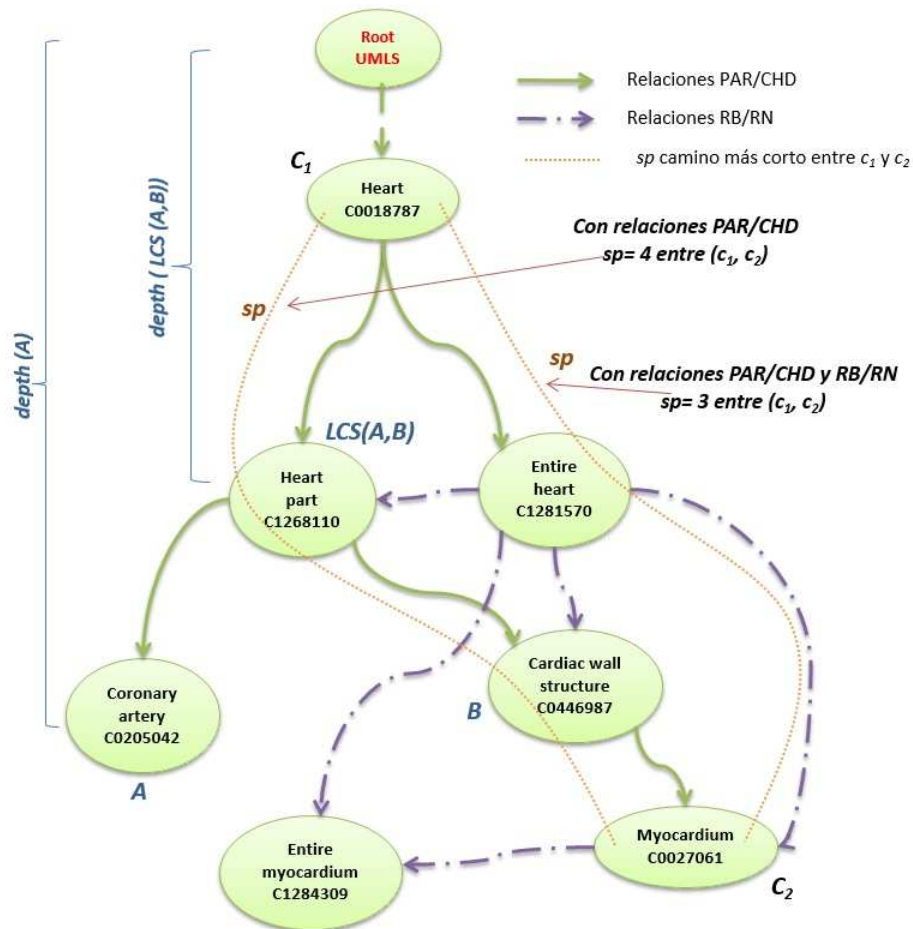 Root
UMLS
Relaciones PAR/CHD
Relaciones RB/RN
sp camino más corto entre c1 y c2
C1
Heart
C0018787
Con relaciones PAR/CHD
sp= 4 entre (c1, c2)
depth ( LCS (A,B))
depth (A)
sp
sp
Con relaciones PAR/CHD y RB/RN
sp= 3 entre (c1, c2)
LCS(A,B)
Heart
part
C1268110
Entire
heart
C1281570
Cardiac wall
structure
C0446987
B
Coronary
artery
C0205042
A
Entire
myocardium
C1284309
Myocardium
C0027061
C2